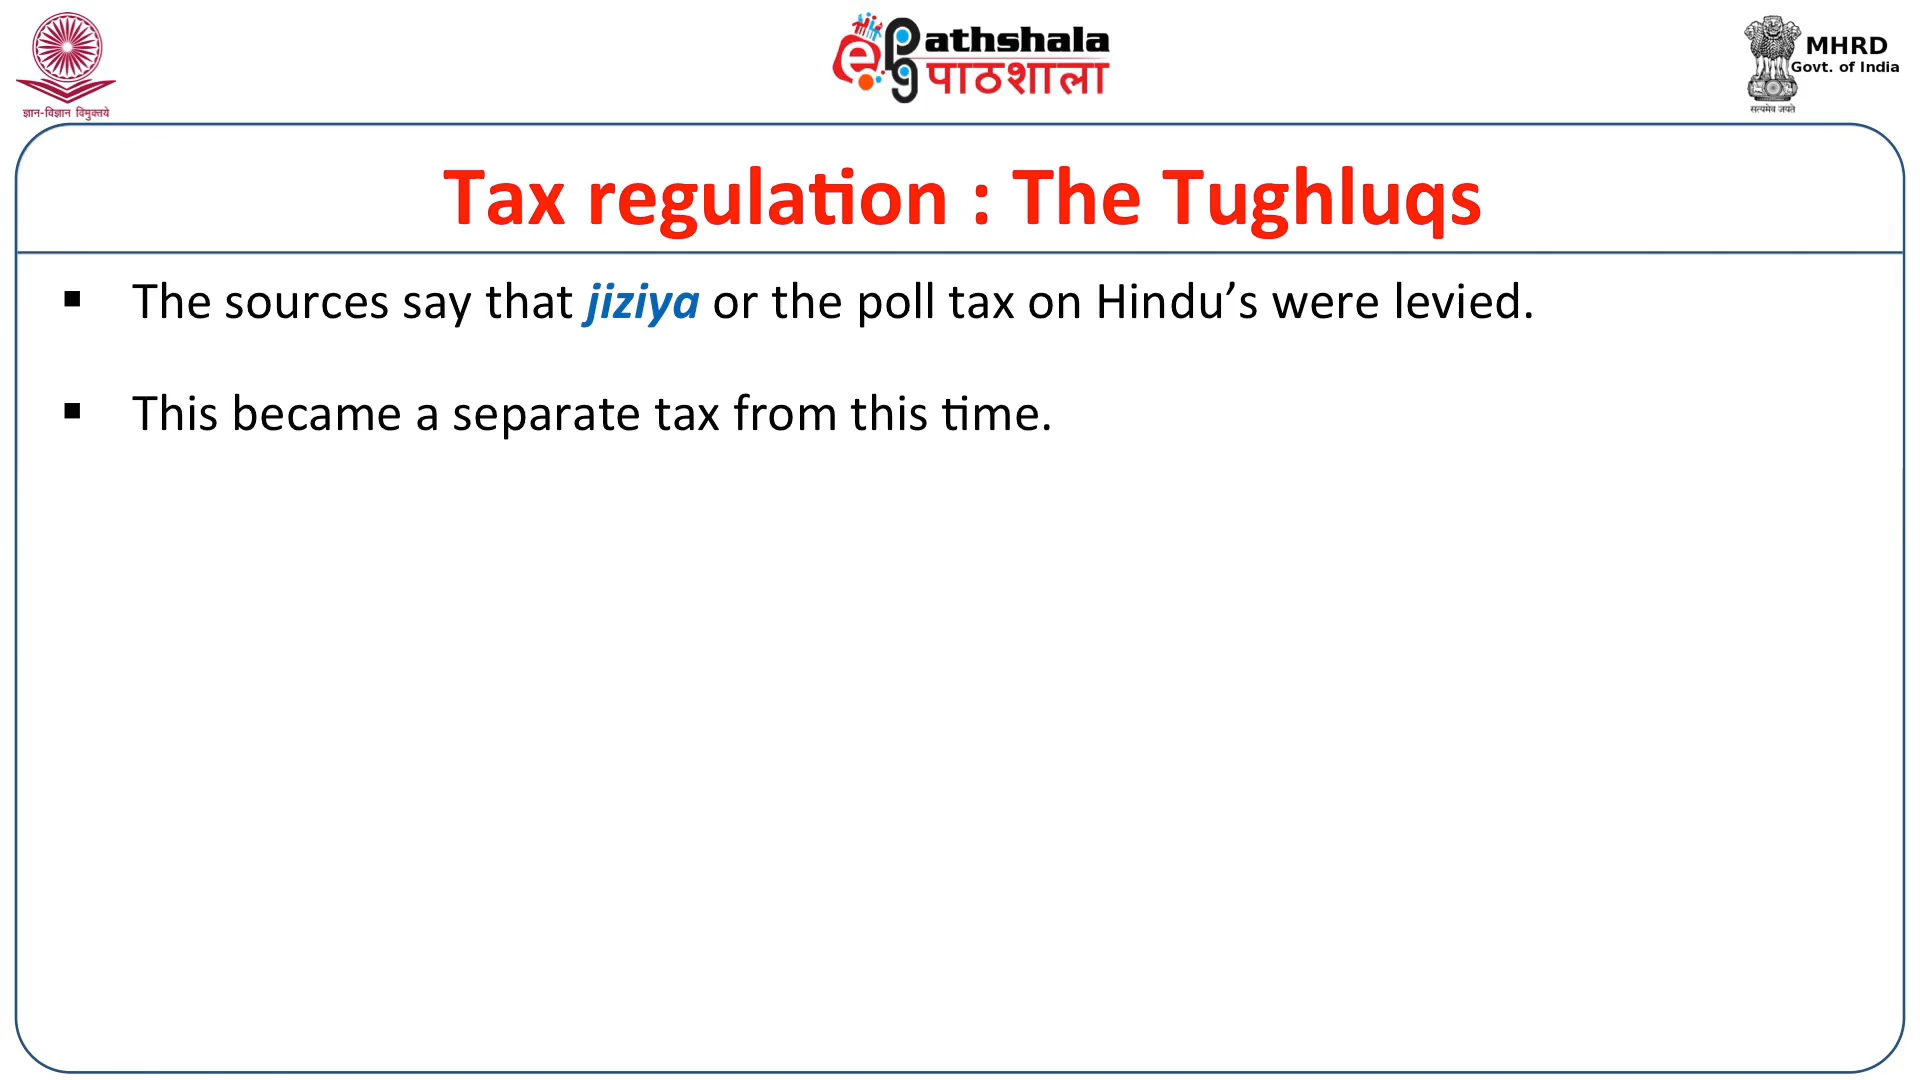 ज्ञान-विज्ञान विमुक्तये
ePathshala
पाठशाला
MHRD
Govt. of India
सत्यमेव जयते
Tax regulation : The Tughluqs
▪ The sources say that jiziya or the poll tax on Hindu’s were levied.
▪ This became a separate tax from this time.